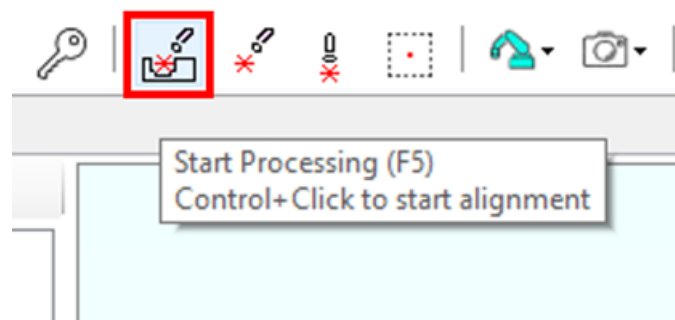 Start Processing (F5)
Control+Click to start alignment